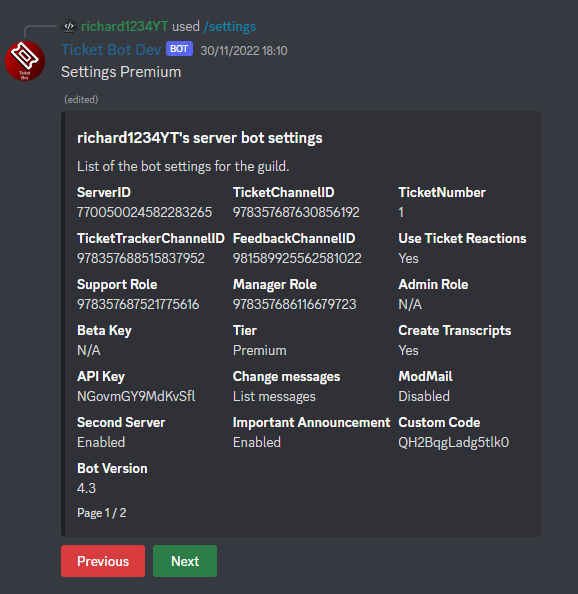 richard1234YT used /settings
Ticket Bot Dev BOT 30/11/2022 18:10
Ticket
Bot
Settings Premium
(edited)
richard1234YT's server bot settings
List of the bot settings for the guild.
ServerID TicketChannelID TicketNumber
770050024582283265 978357687630856192 1
TicketTrackerChannelID FeedbackChannelID Use Ticket Reactions
978357688515837952 981589925562581022 Yes
Support Role Manager Role Admin Role
978357687521775616 978357686116679723 N/A
Beta Key Tier Create Transcripts
N/A Premium Yes
API Key Change messages ModMail
NGovmGY9MdKvSfl List messages Disabled
Second Server Important Announcement Custom Code
Enabled Enabled QH2BqgLadg5tlk0
Bot Version
4.3
Page 1 / 2
Previous Next